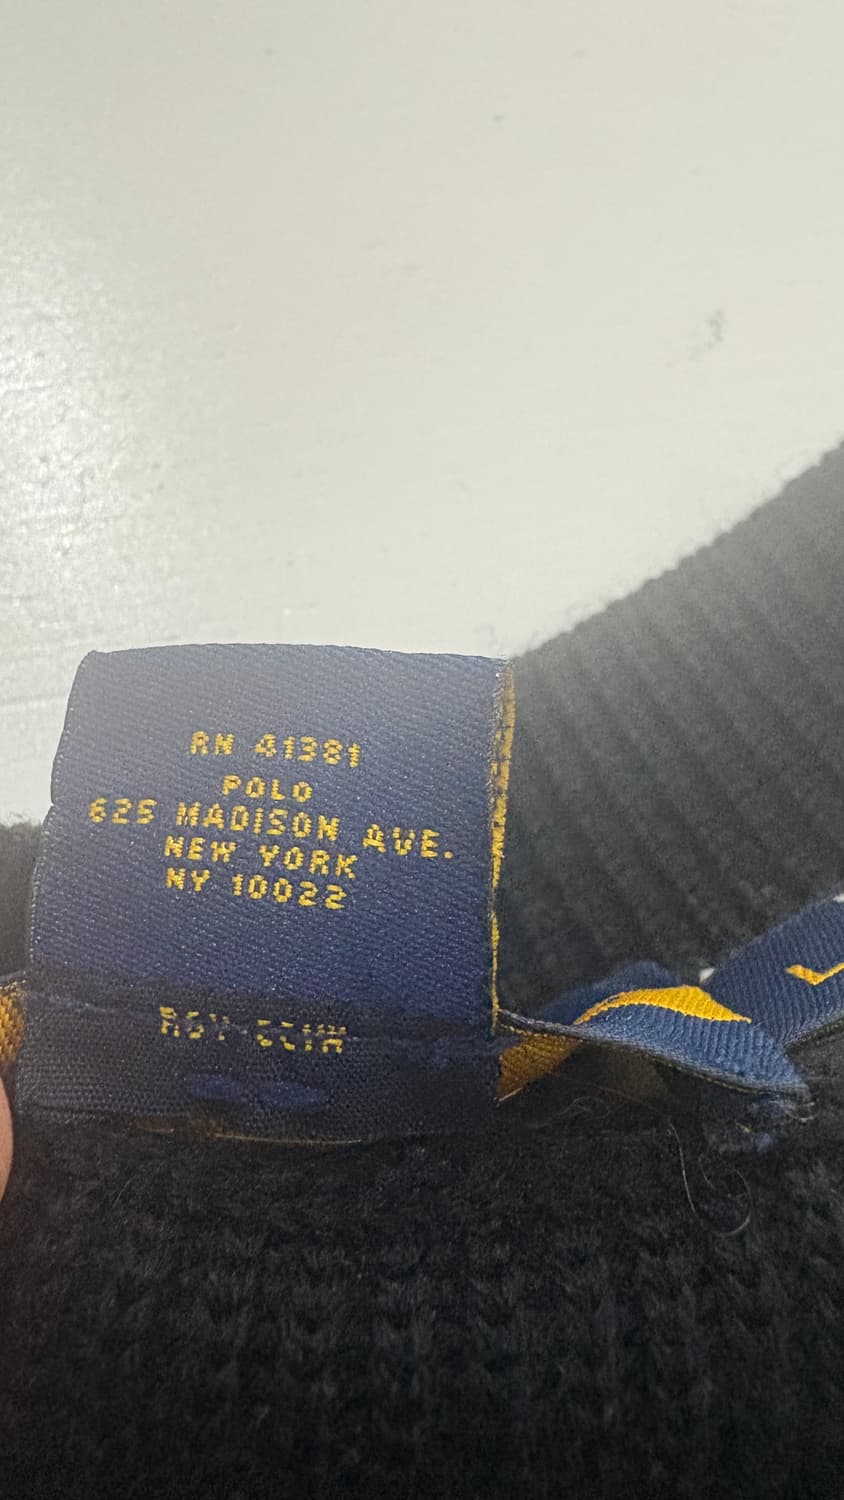 RN 41381
POLO
625 MADISON AVE.
NEW YORK
NY 10022